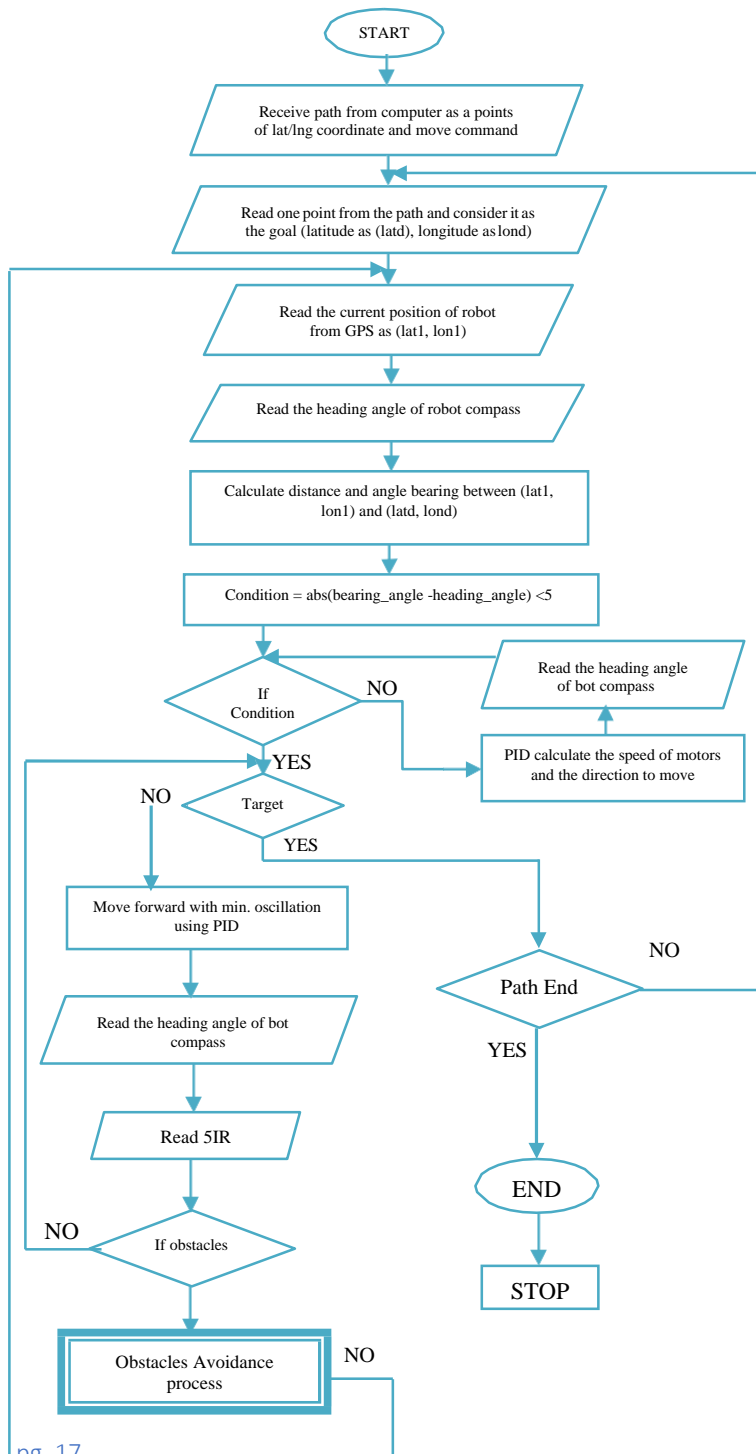 START
Receive path from computer as a points
of lat/lng coordinate and move command
Read one point from the path and consider it as
the goal (latitude as (latd), longitude as lond)
Read the current position of robot
from GPS as (lat1, lon1)
Read the heading angle of robot compass
Calculate distance and angle bearing between (lat1,
lon1) and (latd, lond)
Condition = abs(bearing_angle -heading_angle) <5
If
Condition
NO
Read the heading angle
of bot compass
PID calculate the speed of motors
and the direction to move
YES
Target
NO
YES
Move forward with min. oscillation
using PID
Path End
NO
YES
Read the heading angle of bot
compass
Read 5IR
END
NO
If obstacles
STOP
Obstacles Avoidance
process
NO
pg. 17